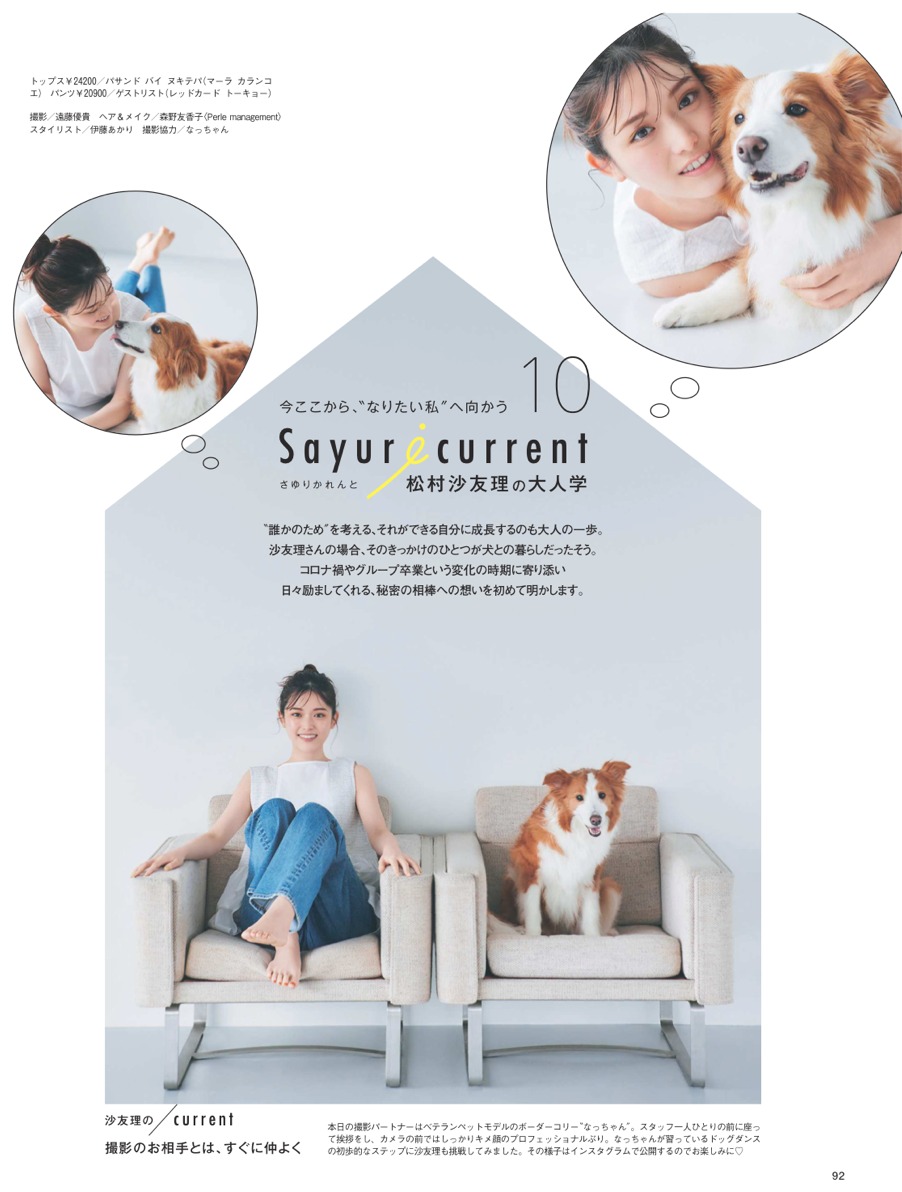 トップス¥24200／パサンド バイ ヌキテパ(マーラ カランコ
エ)　パンツ¥20900／ゲストリスト(レッドカード トーキョー)
撮影／遠藤優貴　ヘア＆メイク／森野友香子(Perle management)
スタイリスト／伊藤あかり　撮影協力／なっちゃん
10
今ここから、“なりたい私”へ向かう
Sayuricurrent
さゆりかれんと
松村沙友理の大人学
“誰かのため”を考える、それができる自分に成長するのも大人の一歩。
沙友理さんの場合、そのきっかけのひとつが犬との暮らしだったそう。
コロナ禍やグループ卒業という変化の時期に寄り添い
日々励ましてくれる、秘密の相棒への想いを初めて明かします。
沙友理の／current
撮影のお相手とは、すぐに仲よく
本日の撮影パートナーはベテランペットモデルのボーダーコリー“なっちゃん”。スタッフ一人ひとりの前に座っ
て挨拶をし、カメラの前ではしっかりキメ顔のプロフェッショナルぶり。なっちゃんが習っているドッグダンス
の初歩的なステップに沙友理も挑戦してみました。その様子はインスタグラムで公開するのでお楽しみに♡
92